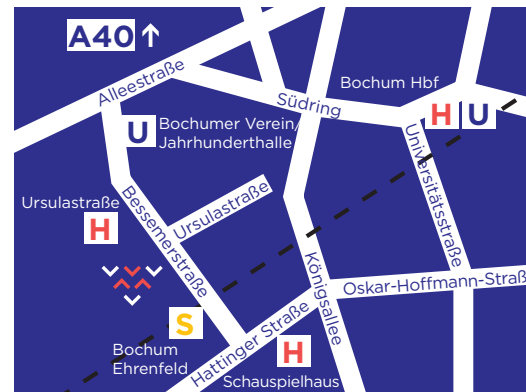 A40 ↑
Alleestraße
Südring
Bochum Hbf
H U
U Bochumer Verein/
Jahrhunderthalle
Universitätsstraße
Ursulastraße
H
Bessemerstraße
Ursulastraße
Königsallee
Oskar-Hoffmann-Straß
S
Bochum
Ehrenfeld
Hattinger Straße
H
Schauspielhaus